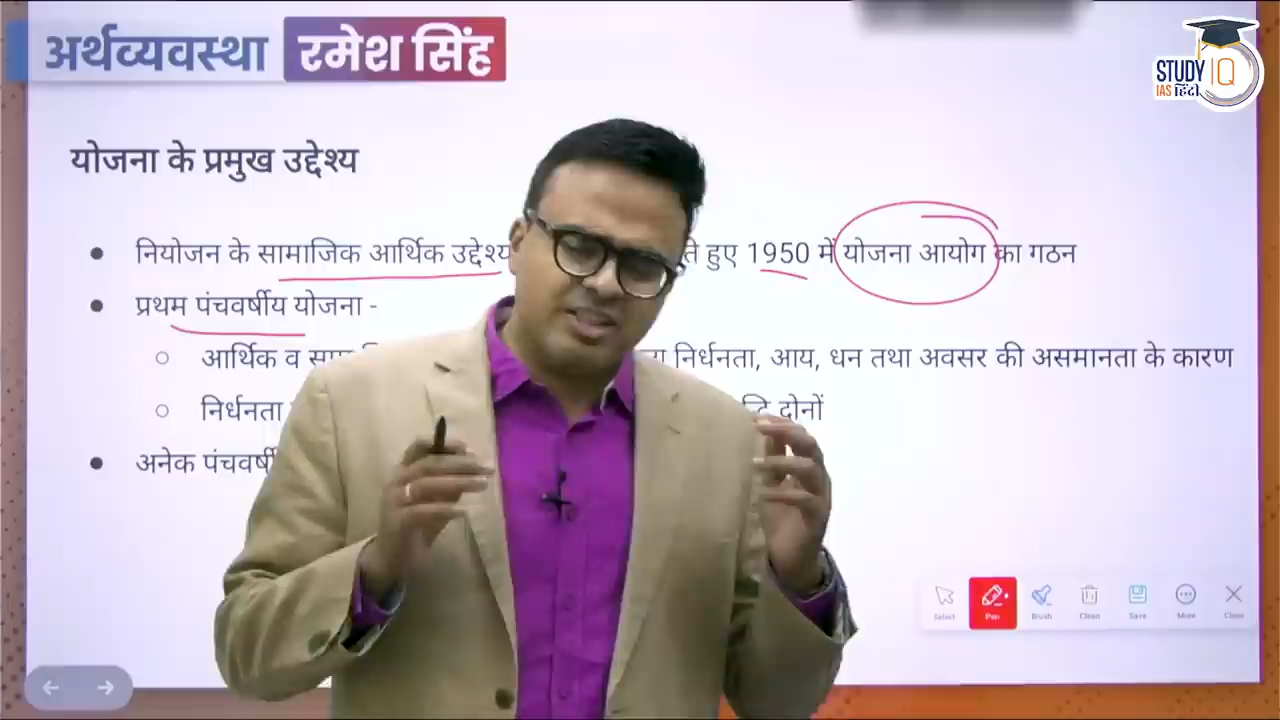 अर्थव्यवस्था रमेश सिंह
STUDY IQ
IAS हिंदी
योजना के प्रमुख उद्देश्य
नियोजन के सामाजिक आर्थिक उद्देश्य हुए 1950 में योजना आयोग का गठन
प्रथम पंचवर्षीय योजना -
आर्थिक व निर्धनता, आय, धन तथा अवसर की असमानता के कारण
निर्धनता दोनों
अनेक
Select Pen Brush Clean Save More Close